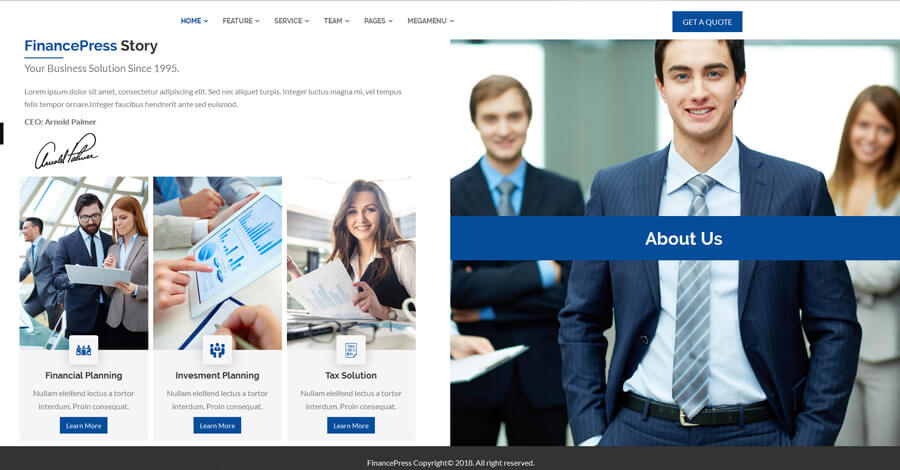 HOME FEATURE SERVICE TEAM PAGES MEGAMENU GET A QUOTE
FinancePress Story
Your Business Solution Since 1995.
Lorem ipsum dolor sit amet, consectetur adipiscing elit. Sed nec aliquet turpis. Integer luctus magna mi, vel tempus
felis tempor ornare.Integer faucibus hendrerit ante sed euismod.
CEO: Arnold Palmer
Arnold Palmer
Financial Planning
Nullam eleifend lectus a tortor
interdum. Proin consequat.
Learn More
Invesment Planning
Nullam eleifend lectus a tortor
interdum. Proin consequat.
Learn More
TAX
Tax Solution
Nullam eleifend lectus a tortor
interdum. Proin consequat.
Learn More
About Us
FinancePress Copyright© 2018. All right reserved.